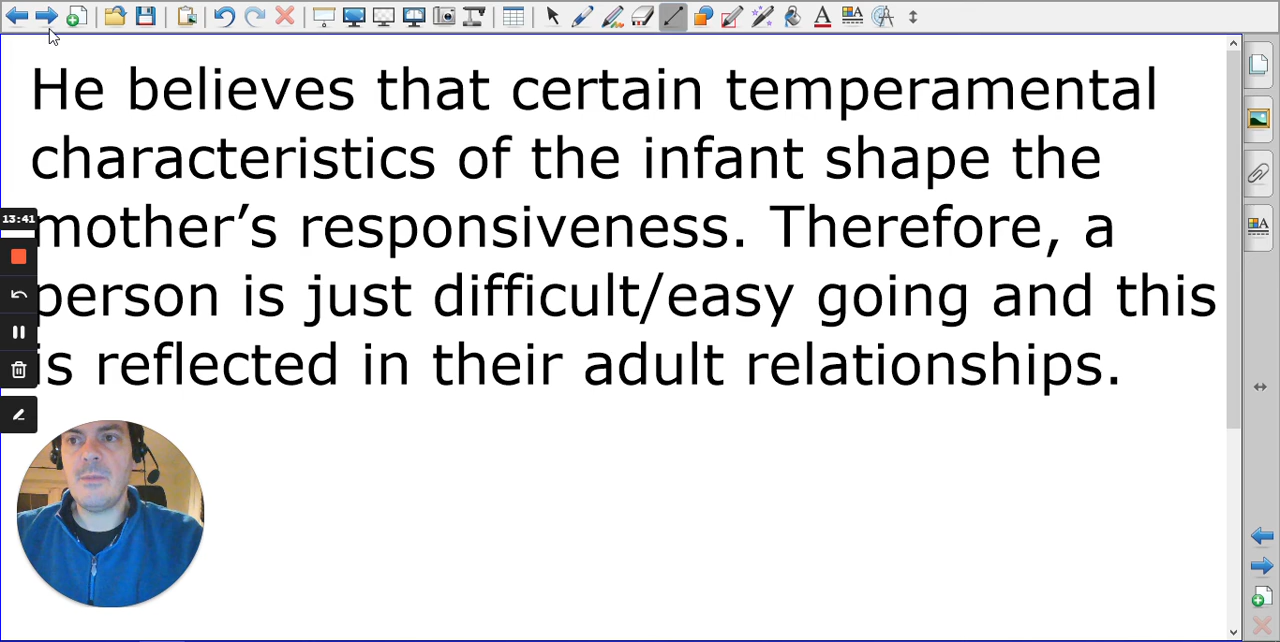 He believes that certain temperamental
characteristics of the infant shape the
mother’s responsiveness. Therefore, a
person is just difficult/easy going and this
is reflected in their adult relationships.
13:41